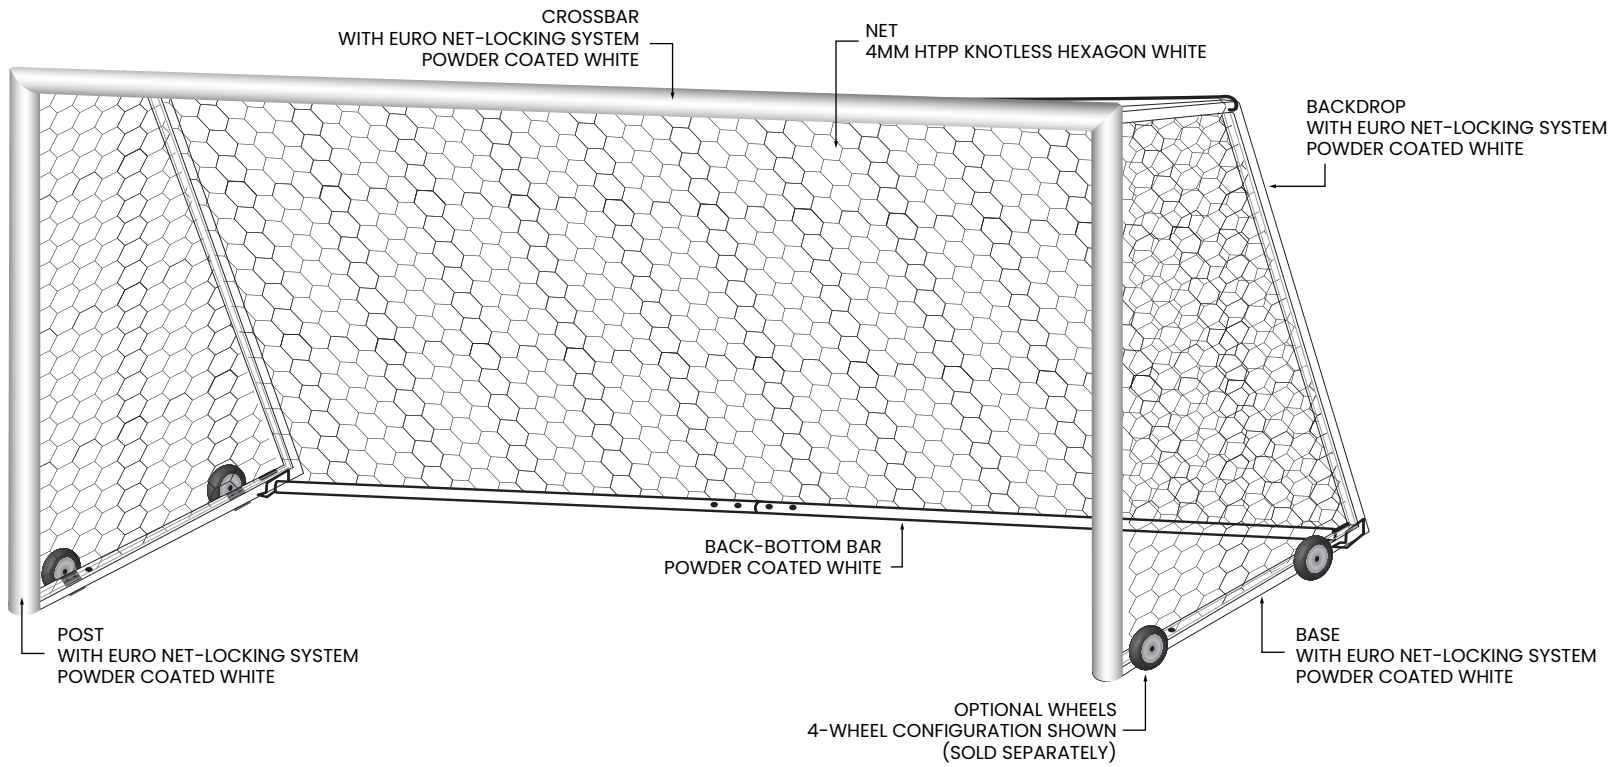 CROSSBAR
WITH EURO NET-LOCKING SYSTEM
POWDER COATED WHITE
NET
4MM HTPP KNOTLESS HEXAGON WHITE
BACKDROP
WITH EURO NET-LOCKING SYSTEM
POWDER COATED WHITE
BACK-BOTTOM BAR
POWDER COATED WHITE
POST
WITH EURO NET-LOCKING SYSTEM
POWDER COATED WHITE
BASE
WITH EURO NET-LOCKING SYSTEM
POWDER COATED WHITE
OPTIONAL WHEELS
4-WHEEL CONFIGURATION SHOWN
(SOLD SEPARATELY)